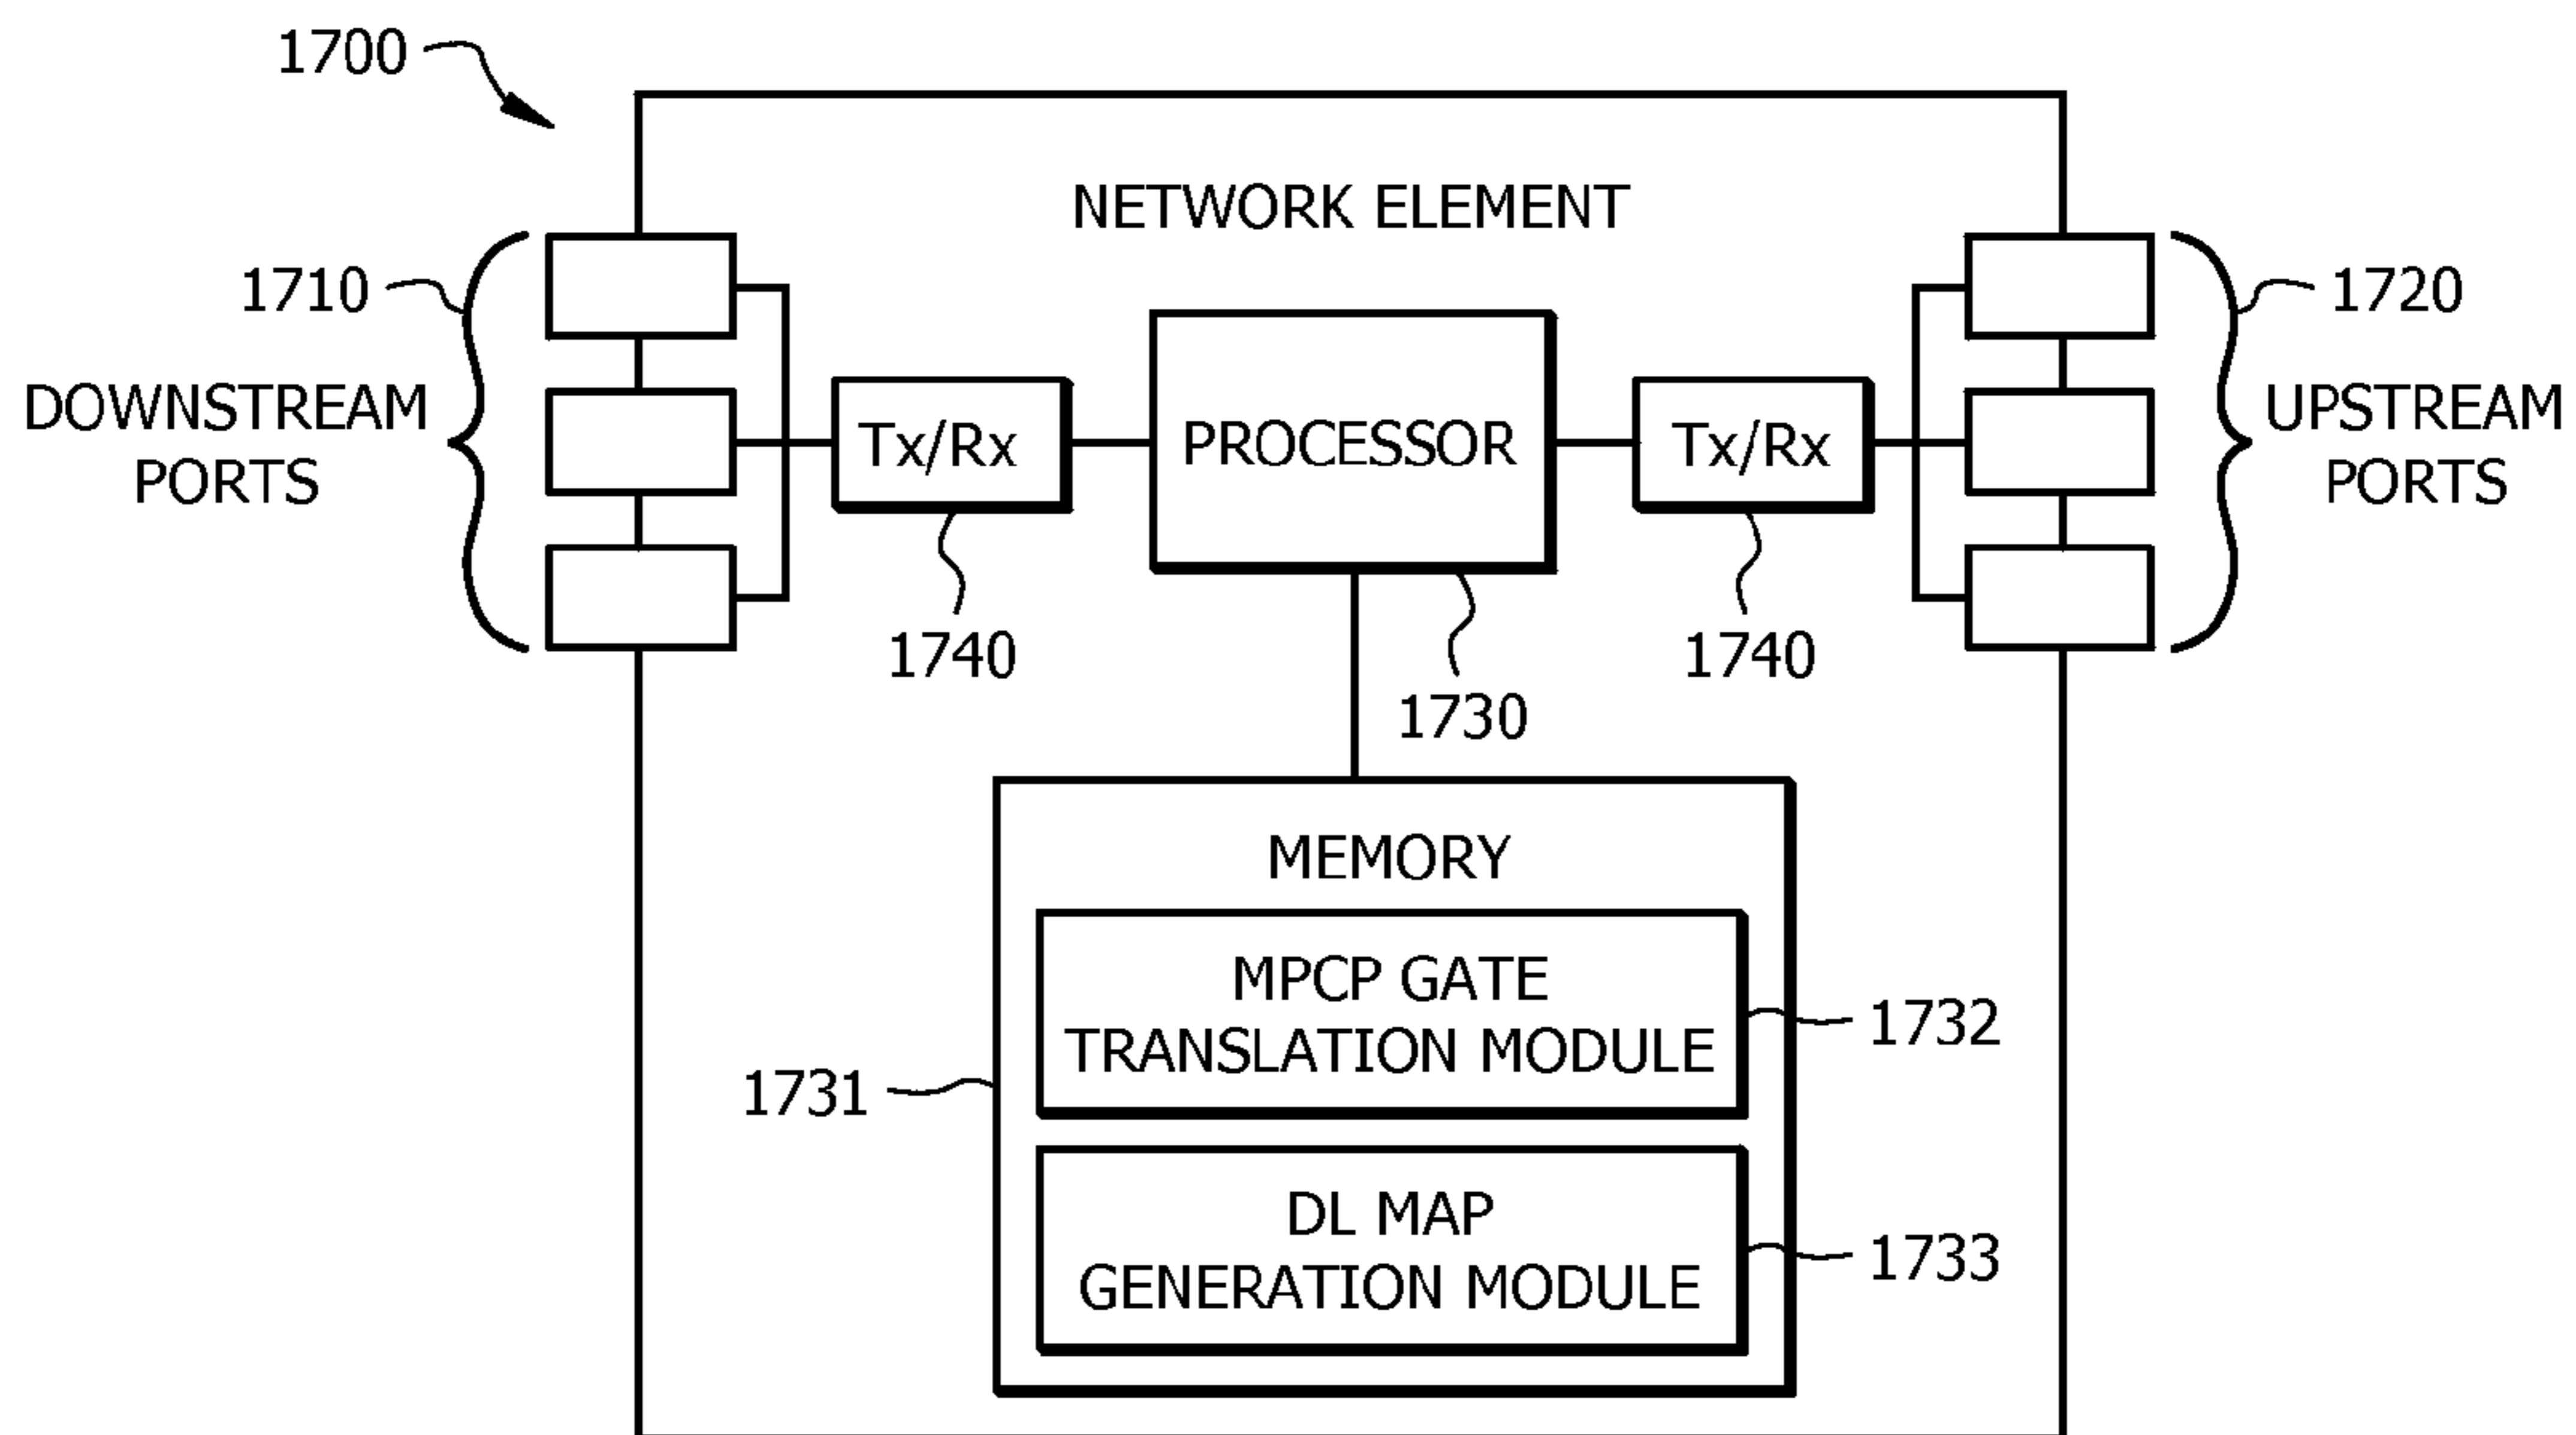 1700
NETWORK ELEMENT
1710
1720
DOWNSTREAM
PORTS
Tx/Rx
PROCESSOR
Tx/Rx
UPSTREAM
PORTS
1740
1740
1730
MEMORY
MPCP GATE
TRANSLATION MODULE
1732
1731
DL MAP
GENERATION MODULE
1733